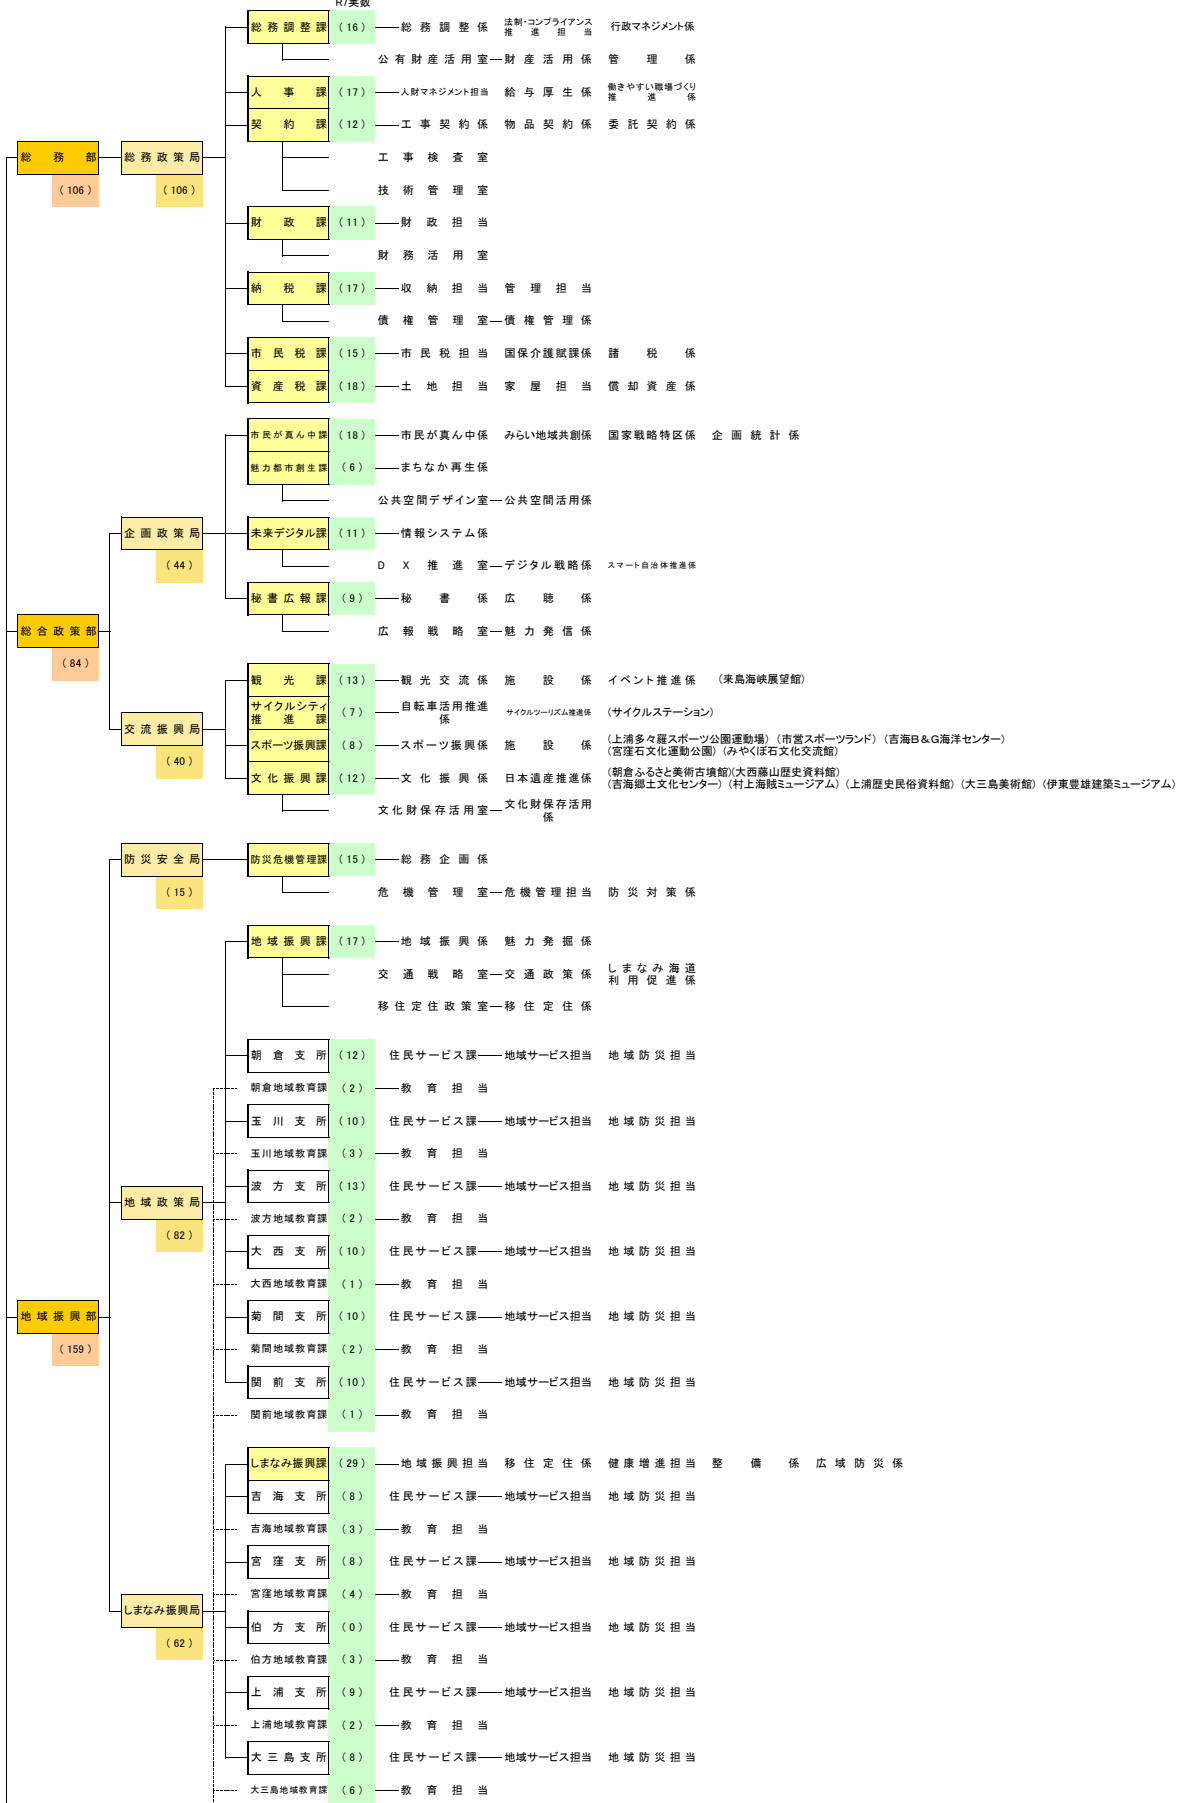 R7実数
総務調整課 (16) 総務調整係 法制・コンプライアンス推進担当 行政マネジメント係
公有財産活用室 財産活用係 管理係
人事課 (17) 人財マネジメント担当 給与厚生係 働きやすい職場づくり推進係
契約課 (12) 工事契約係 物品契約係 委託契約係
総務部 総務政策局 工事検査室
(106) (106) 技術管理室
財政課 (11) 財政担当
財務活用室
納税課 (17) 収納担当 管理担当
債権管理室 債権管理係
市民税課 (15) 市民税担当 国保介護賦課係 諸税係
資産税課 (18) 土地担当 家屋担当 償却資産係
市民が真ん中課 (18) 市民が真ん中係 みらい地域共創係 国家戦略特区係 企画統計係
魅力都市創生課 (6) まちなか再生係
公共空間デザイン室 公共空間活用係
企画政策局 未来デジタル課 (11) 情報システム係
(44) DX推進室 デジタル戦略係 スマート自治体推進係
秘書広報課 (9) 秘書係 広聴係
総合政策部 広報戦略室 魅力発信係
(84)
観光課 (13) 観光交流係 施設係 イベント推進係 (来島海峡展望館)
サイクルシティ推進課 (7) 自転車活用推進係 サイクルツーリズム推進係 (サイクルステーション)
交流振興局
スポーツ振興課 (8) スポーツ振興係 施設係 (上浦多々羅スポーツ公園運動場) (市営スポーツランド) (吉海B&G海洋センター)
(宮窪石文化運動公園) (みやくぼ石文化交流館)
(40)
文化振興課 (12) 文化振興係 日本遺産推進係 (朝倉ふるさと美術古墳館)(大西藤山歴史資料館)
(吉海郷土文化センター) (村上海賊ミュージアム) (上浦歴史民俗資料館) (大三島美術館) (伊東豊雄建築ミュージアム)
文化財保存活用室 文化財保存活用係
防災安全局 防災危機管理課 (15) 総務企画係
(15) 危機管理室 危機管理担当 防災対策係
地域振興課 (17) 地域振興係 魅力発掘係
交通戦略室 交通政策係 しまなみ海道利用促進係
移住定住政策室 移住定住係
朝倉支所 (12) 住民サービス課 地域サービス担当 地域防災担当
朝倉地域教育課 (2) 教育担当
玉川支所 (10) 住民サービス課 地域サービス担当 地域防災担当
玉川地域教育課 (3) 教育担当
波方支所 (13) 住民サービス課 地域サービス担当 地域防災担当
地域政策局
波方地域教育課 (2) 教育担当
(82)
大西支所 (10) 住民サービス課 地域サービス担当 地域防災担当
大西地域教育課 (1) 教育担当
地域振興部 菊間支所 (10) 住民サービス課 地域サービス担当 地域防災担当
(159) 菊間地域教育課 (2) 教育担当
関前支所 (10) 住民サービス課 地域サービス担当 地域防災担当
関前地域教育課 (1) 教育担当
しまなみ振興課 (29) 地域振興担当 移住定住係 健康増進担当 整備係 広域防災係
吉海支所 (8) 住民サービス課 地域サービス担当 地域防災担当
吉海地域教育課 (3) 教育担当
宮窪支所 (8) 住民サービス課 地域サービス担当 地域防災担当
宮窪地域教育課 (4) 教育担当
しまなみ振興局
伯方支所 (0) 住民サービス課 地域サービス担当 地域防災担当
(62)
伯方地域教育課 (3) 教育担当
上浦支所 (9) 住民サービス課 地域サービス担当 地域防災担当
上浦地域教育課 (2) 教育担当
大三島支所 (8) 住民サービス課 地域サービス担当 地域防災担当
大三島地域教育課 (6) 教育担当